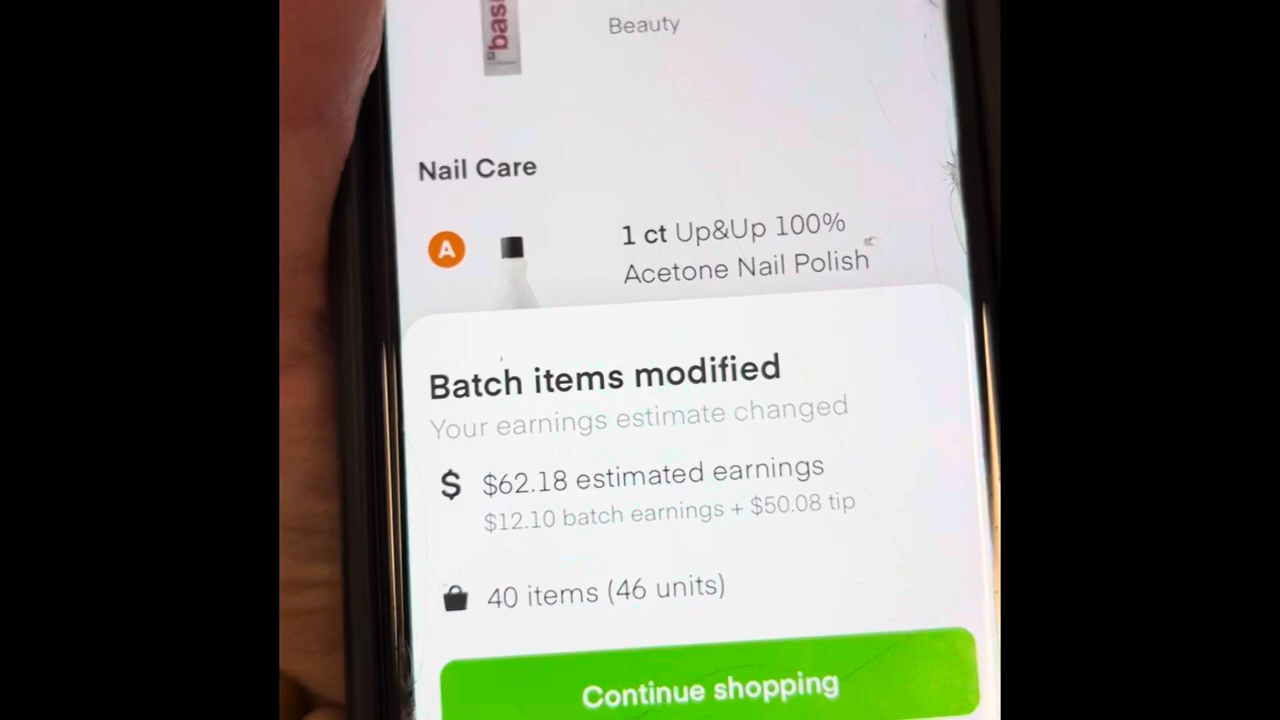 bas
Beauty
Nail Care
A
1 ct Up&Up 100%
Acetone Nail Polish
Batch items modified
Your earnings estimate changed
$ $62.18 estimated earnings
$12.10 batch earnings + $50.08 tip
40 items (46 units)
Continue shopping